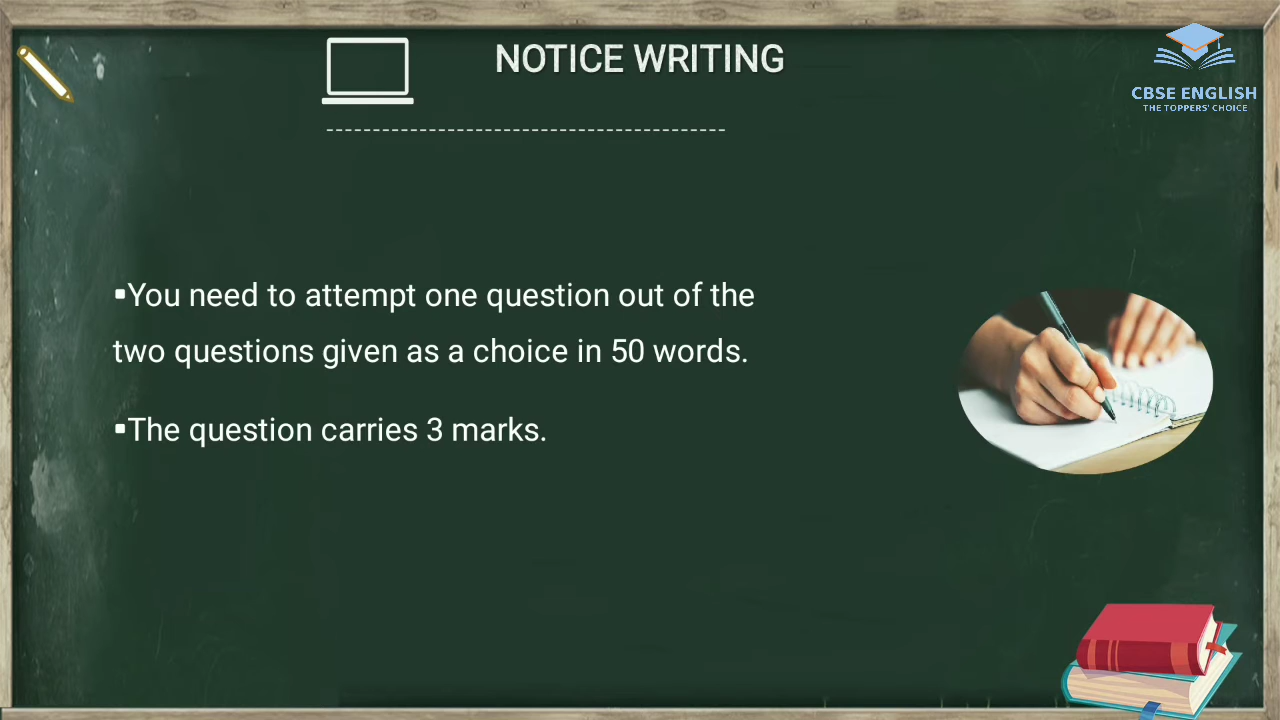 NOTICE WRITING
CBSE ENGLISH
THE TOPPERS' CHOICE
----------------------------------------
▪You need to attempt one question out of the
two questions given as a choice in 50 words.
▪The question carries 3 marks.